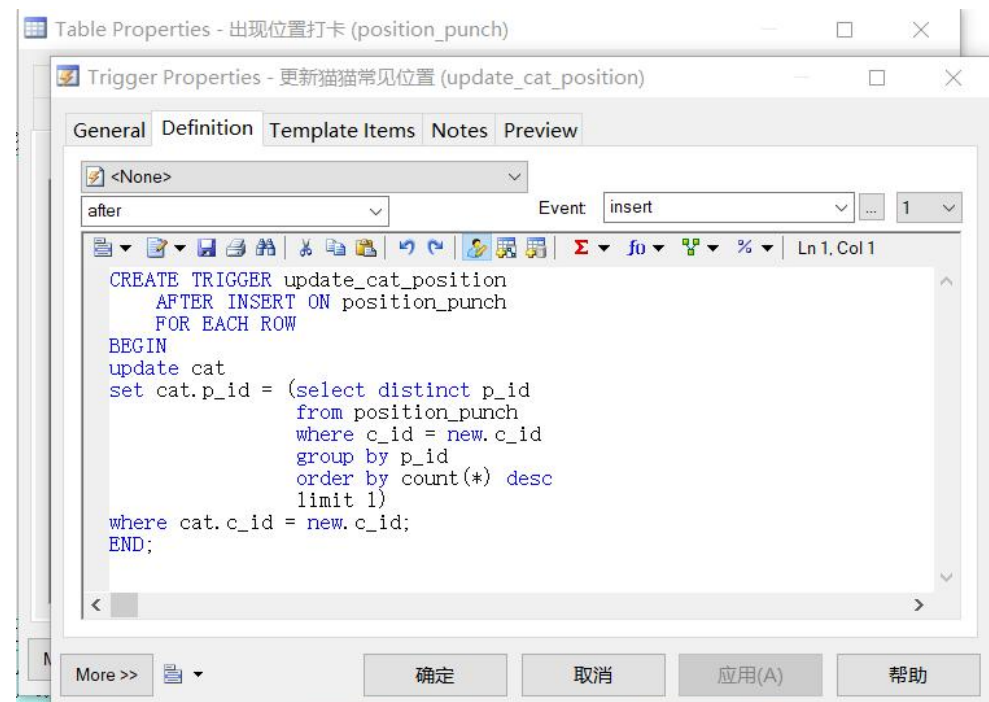 Table Properties - 出现位置打卡 (position_punch)
Trigger Properties - 更新猫猫常见位置 (update_cat_position)
General Definition Template Items Notes Preview
<None>
after Event: insert ... 1
Σ f() % Ln 1, Col 1
CREATE TRIGGER update_cat_position
AFTER INSERT ON position_punch
FOR EACH ROW
BEGIN
update cat
set cat.p_id = (select distinct p_id
from position_punch
where c_id = new.c_id
group by p_id
order by count(*) desc
limit 1)
where cat.c_id = new.c_id;
END;
More >> 确定 取消 应用(A) 帮助